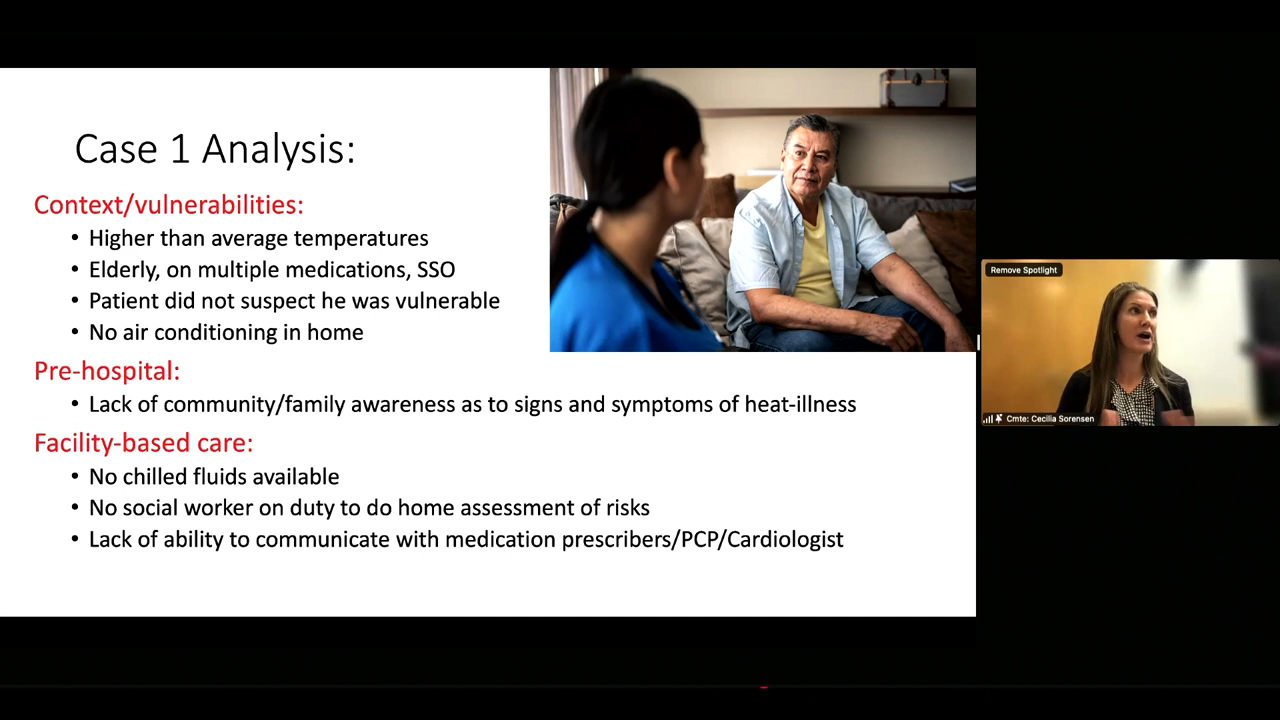 Case 1 Analysis:
Context/vulnerabilities:
• Higher than average temperatures
• Elderly, on multiple medications, SSO
• Patient did not suspect he was vulnerable
• No air conditioning in home
Pre-hospital:
• Lack of community/family awareness as to signs and symptoms of heat-illness
Facility-based care:
• No chilled fluids available
• No social worker on duty to do home assessment of risks
• Lack of ability to communicate with medication prescribers/PCP/Cardiologist
Remove Spotlight
Cmte: Cecilia Sorensen